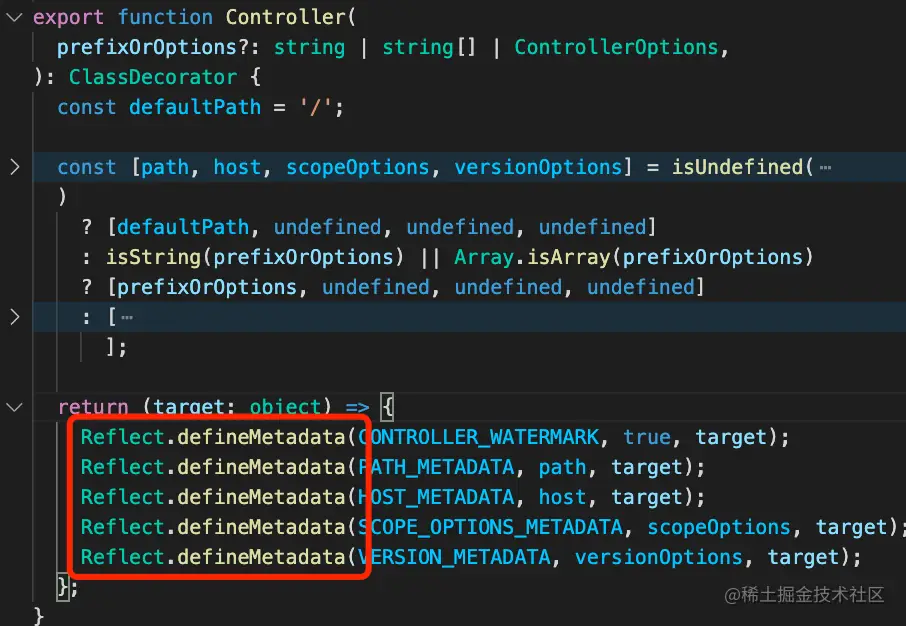 export function Controller(
prefixOrOptions?: string | string[] | ControllerOptions,
): ClassDecorator {
const defaultPath = '/';
const [path, host, scopeOptions, versionOptions] = isUndefined(⋯
)
? [defaultPath, undefined, undefined, undefined]
: isString(prefixOrOptions) || Array.isArray(prefixOrOptions)
? [prefixOrOptions, undefined, undefined, undefined]
: [⋯
];
return (target: object) => {
Reflect.defineMetadata(CONTROLLER_WATERMARK, true, target);
Reflect.defineMetadata(PATH_METADATA, path, target);
Reflect.defineMetadata(HOST_METADATA, host, target);
Reflect.defineMetadata(SCOPE_OPTIONS_METADATA, scopeOptions, target);
Reflect.defineMetadata(VERSION_METADATA, versionOptions, target);
};
}
@稀土掘金技术社区